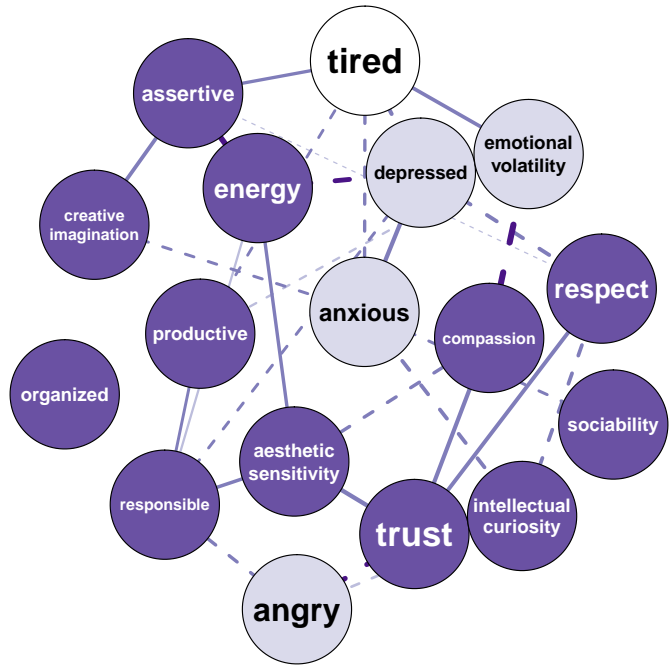 tired
assertive
emotional
volatility
depressed
energy
creative
imagination
respect
anxious
productive
compassion
organized
sociability
aesthetic
sensitivity
responsible
intellectual
curiosity
trust
angry